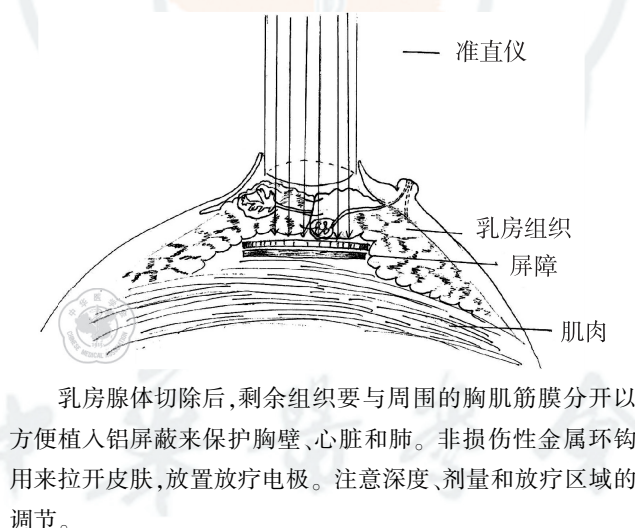 准直仪
乳房组织
屏障
肌肉
乳房腺体切除后,剩余组织要与周围的胸肌筋膜分开以
方便植入铝屏蔽来保护胸壁、心脏和肺。非损伤性金属环钩
用来拉开皮肤,放置放疗电极。注意深度、剂量和放疗区域的
调节。